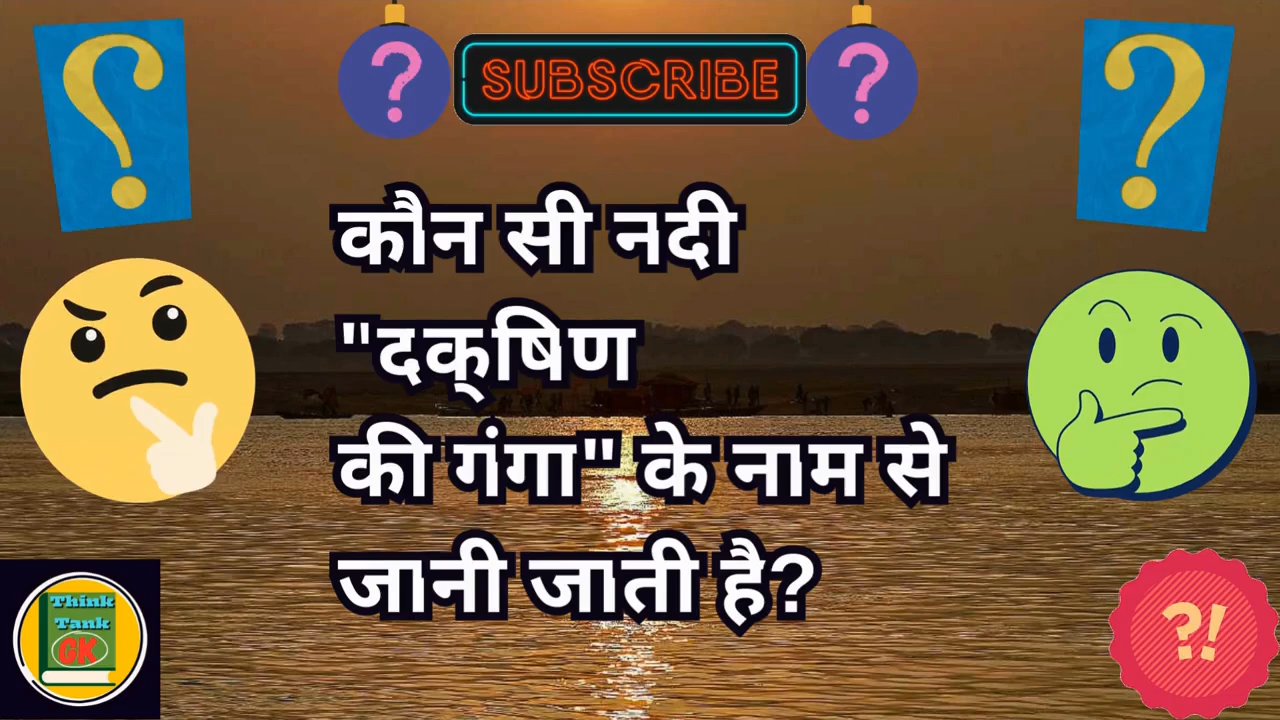 SUBSCRIBE
कौन सी नदी
"दक्षिण
की गंगा" के नाम से
जानी जाती है?
Think
Tank
GK
?!